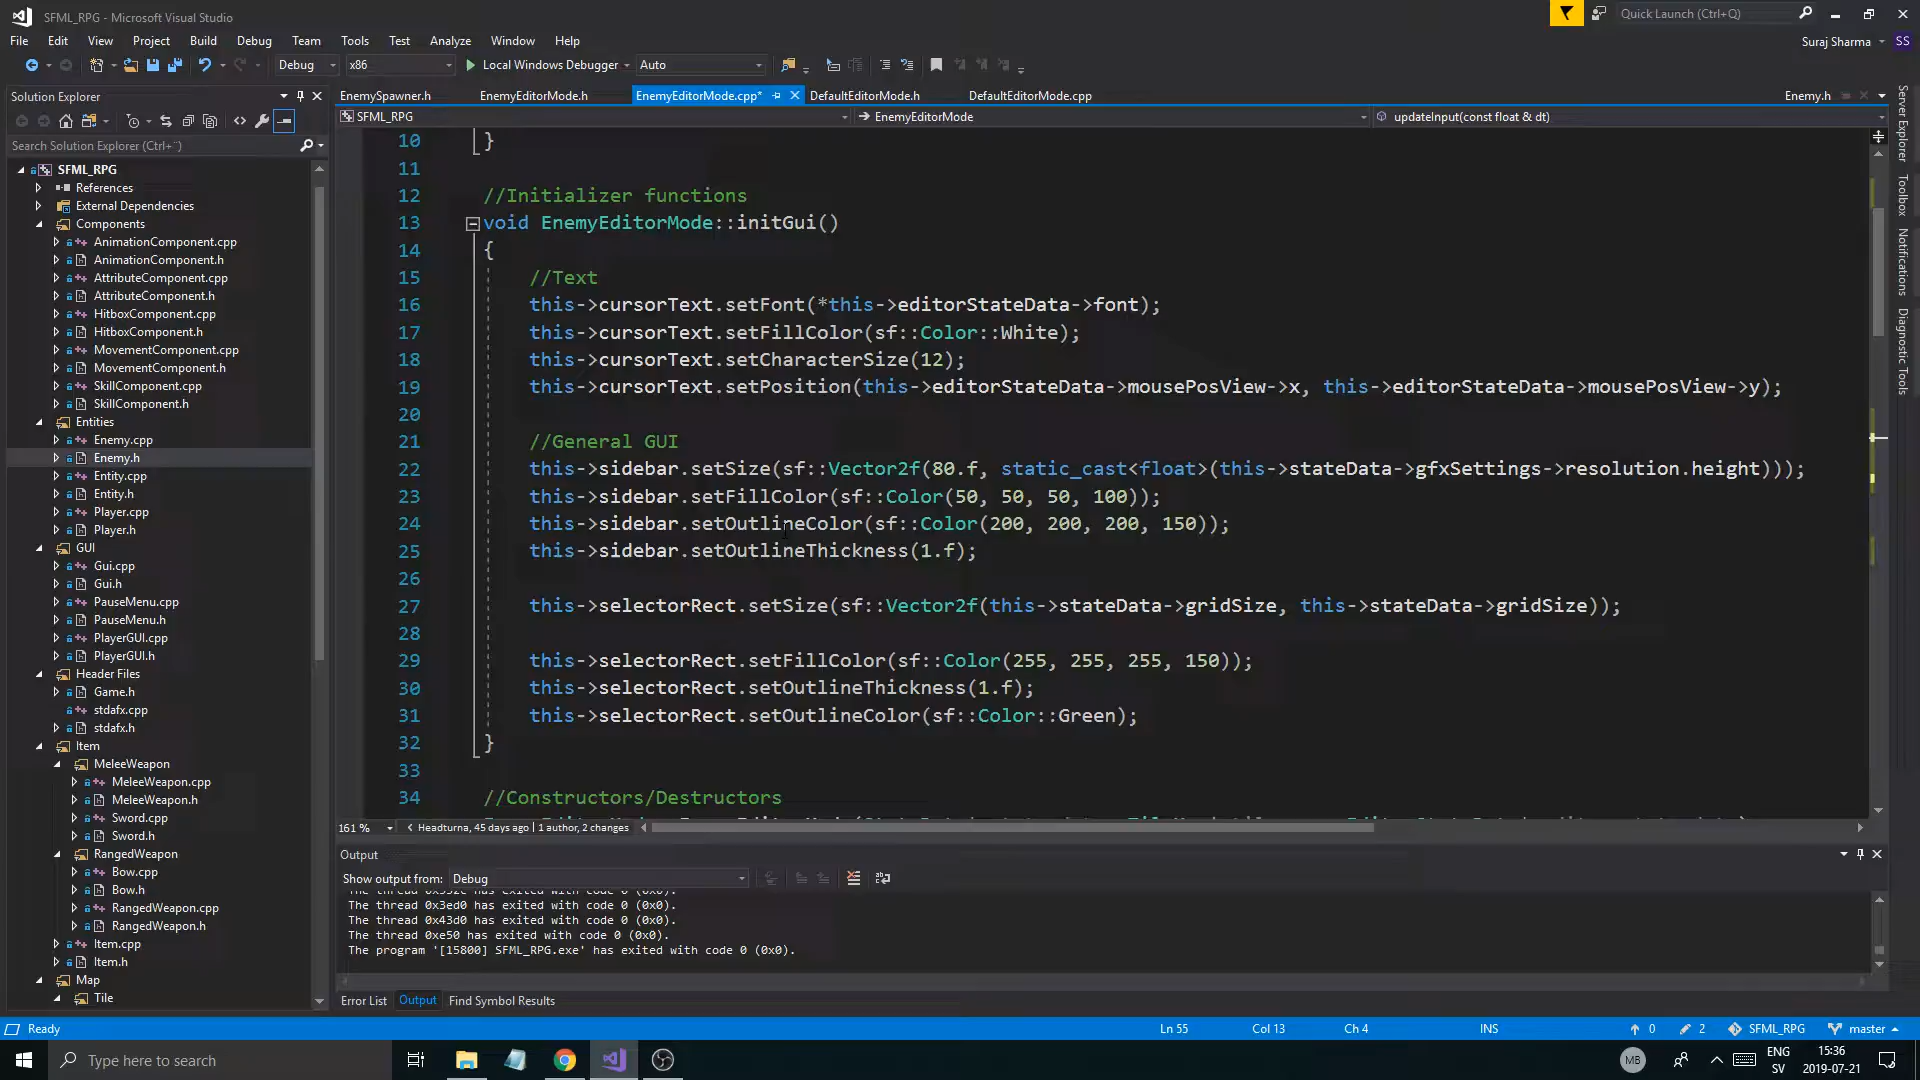 SFML_RPG - Microsoft Visual Studio
Quick Launch (Ctrl+Q)
File Edit View Project Build Debug Team Tools Test Analyze Window Help
Suraj Sharma SS
Debug x86 Local Windows Debugger Auto
Solution Explorer
EnemySpawner.h EnemyEditorMode.h EnemyEditorMode.cpp* DefaultEditorMode.h DefaultEditorMode.cpp Enemy.h
SFML_RPG EnemyEditorMode updateInput(const float & dt)
Search Solution Explorer (Ctrl+¨)
SFML_RPG
References
External Dependencies
Components
AnimationComponent.cpp
AnimationComponent.h
AttributeComponent.cpp
AttributeComponent.h
HitboxComponent.cpp
HitboxComponent.h
MovementComponent.cpp
MovementComponent.h
SkillComponent.cpp
SkillComponent.h
Entities
Enemy.cpp
Enemy.h
Entity.cpp
Entity.h
Player.cpp
Player.h
GUI
Gui.cpp
Gui.h
PauseMenu.cpp
PauseMenu.h
PlayerGUI.cpp
PlayerGUI.h
Header Files
Game.h
stdafx.cpp
stdafx.h
Item
MeleeWeapon
MeleeWeapon.cpp
MeleeWeapon.h
Sword.cpp
Sword.h
RangedWeapon
Bow.cpp
Bow.h
RangedWeapon.cpp
RangedWeapon.h
Item.cpp
Item.h
Map
Tile
10 }
11
12 //Initializer functions
13 void EnemyEditorMode::initGui()
14 {
15 //Text
16 this->cursorText.setFont(*this->editorStateData->font);
17 this->cursorText.setFillColor(sf::Color::White);
18 this->cursorText.setCharacterSize(12);
19 this->cursorText.setPosition(this->editorStateData->mousePosView->x, this->editorStateData->mousePosView->y);
20
21 //General GUI
22 this->sidebar.setSize(sf::Vector2f(80.f, static_cast<float>(this->stateData->gfxSettings->resolution.height)));
23 this->sidebar.setFillColor(sf::Color(50, 50, 50, 100));
24 this->sidebar.setOutlineColor(sf::Color(200, 200, 200, 150));
25 this->sidebar.setOutlineThickness(1.f);
26
27 this->selectorRect.setSize(sf::Vector2f(this->stateData->gridSize, this->stateData->gridSize));
28
29 this->selectorRect.setFillColor(sf::Color(255, 255, 255, 150));
30 this->selectorRect.setOutlineThickness(1.f);
31 this->selectorRect.setOutlineColor(sf::Color::Green);
32 }
33
34 //Constructors/Destructors
161 % Headturna, 45 days ago | 1 author, 2 changes
Output
Show output from: Debug
The thread 0x3ed0 has exited with code 0 (0x0).
The thread 0x43d0 has exited with code 0 (0x0).
The thread 0xe50 has exited with code 0 (0x0).
The program '[15800] SFML_RPG.exe' has exited with code 0 (0x0).
Error List Output Find Symbol Results
Server Explorer
Toolbox
Notifications
Diagnostic Tools
Ready Ln 55 Col 13 Ch 4 INS 0 2 SFML_RPG master
Type here to search
MB
ENG
SV
15:36
2019-07-21